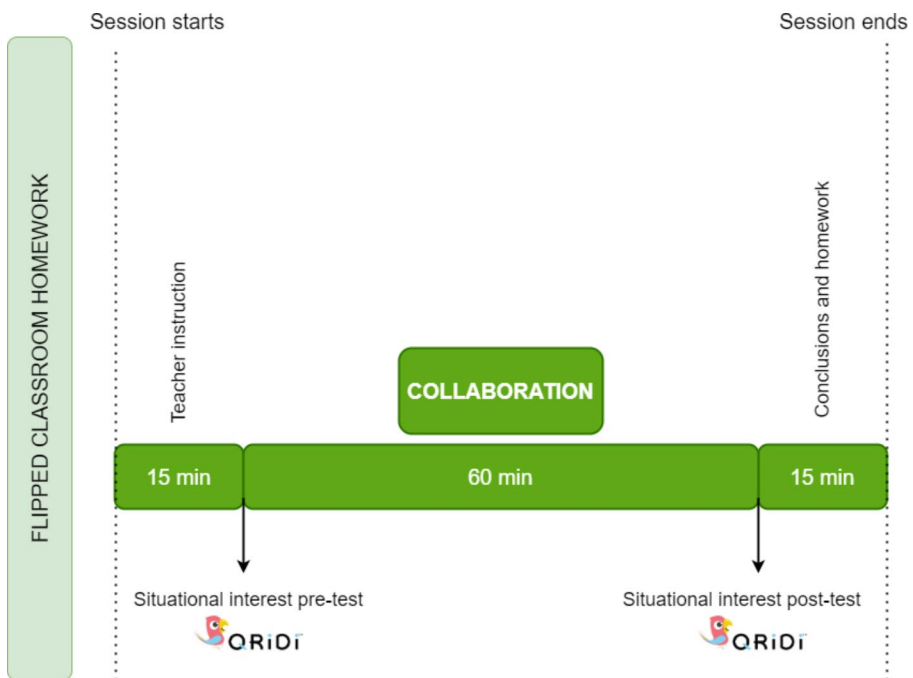 Session starts
Session ends
FLIPPED CLASSROOM HOMEWORK
Teacher instruction
COLLABORATION
Conclusions and homework
15 min
60 min
15 min
Situational interest pre-test
Situational interest post-test
QRiDi
QRiDi